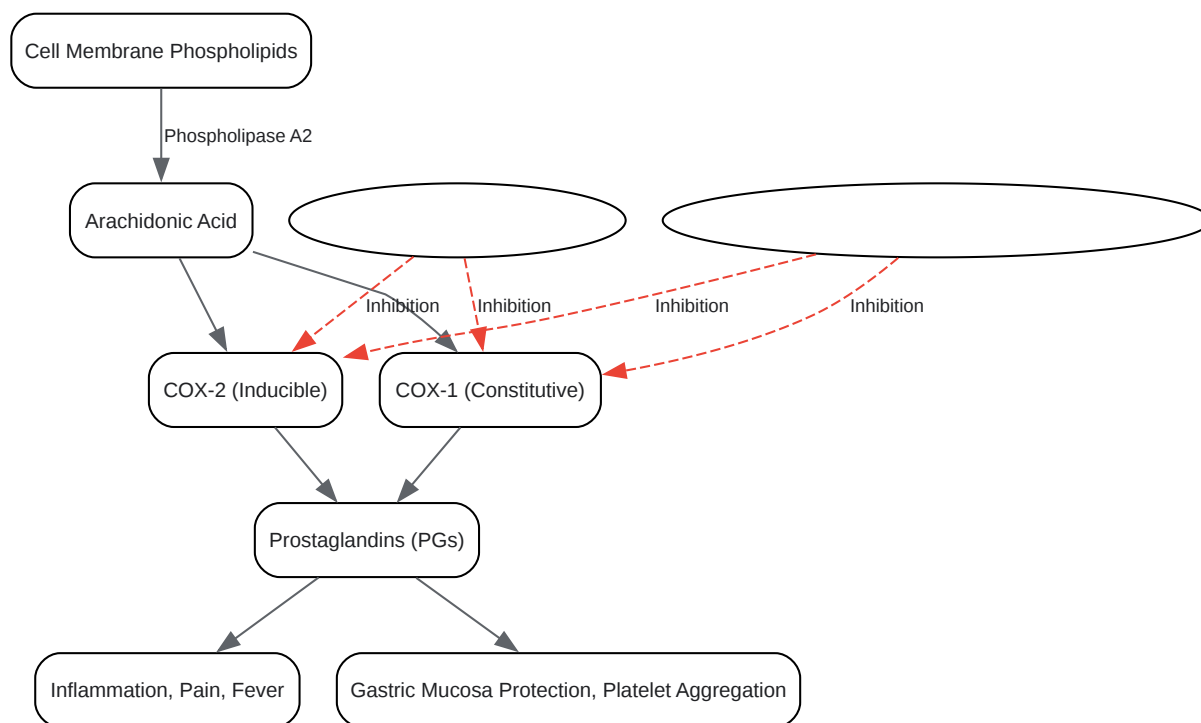 Cell Membrane Phospholipids
Phospholipase A2
Arachidonic Acid
Inhibition
Inhibition
Inhibition
Inhibition
COX-2 (Inducible)
COX-1 (Constitutive)
Prostaglandins (PGs)
Inflammation, Pain, Fever
Gastric Mucosa Protection, Platelet Aggregation